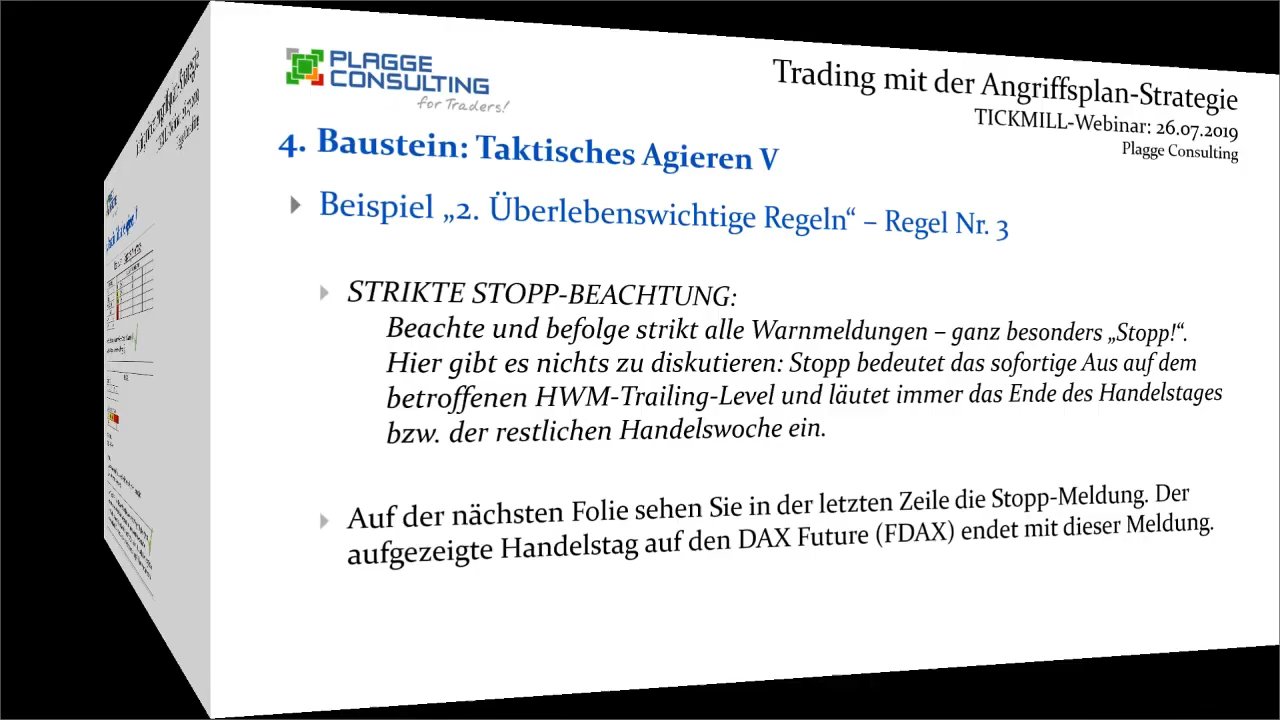 PLAGGE
CONSULTING
for Traders!
Trading mit der Angriffsplan-Strategie
TICKMILL-Webinar: 26.07.2019
Plagge Consulting
4. Baustein: Taktisches Agieren V
Beispiel „2. Überlebenswichtige Regeln“ – Regel Nr. 3
STRIKTE STOPP-BEACHTUNG:
Beachte und befolge strikt alle Warnmeldungen – ganz besonders „Stopp!“.
Hier gibt es nichts zu diskutieren: Stopp bedeutet das sofortige Aus auf dem
betroffenen HWM-Trailing-Level und läutet immer das Ende des Handelstages
bzw. der restlichen Handelswoche ein.
Auf der nächsten Folie sehen Sie in der letzten Zeile die Stopp-Meldung. Der
aufgezeigte Handelstag auf den DAX Future (FDAX) endet mit dieser Meldung.